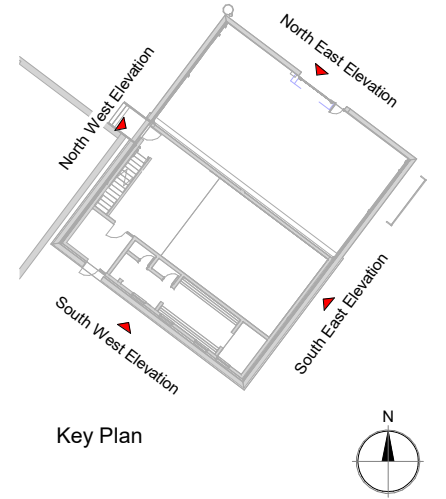 North East Elevation
North West Elevation
South East Elevation
South West Elevation
Key Plan
N